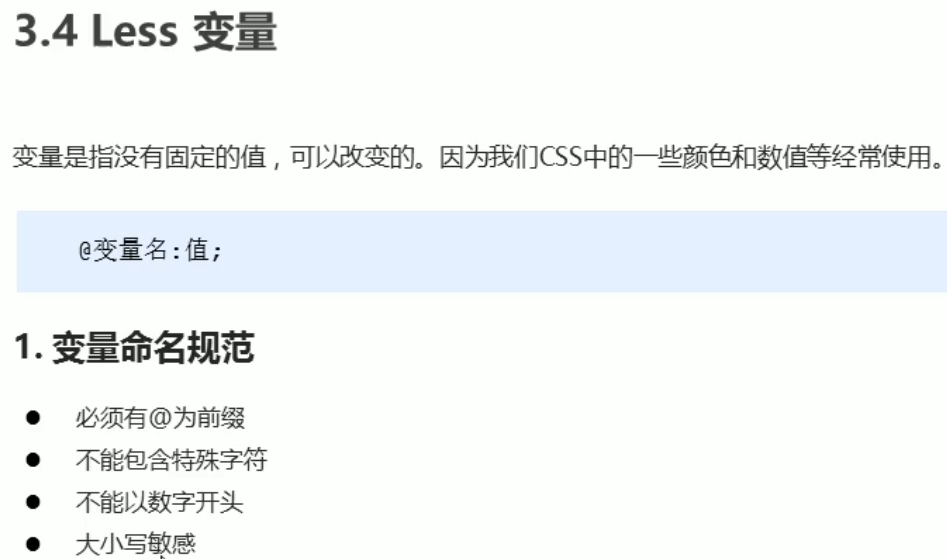 3.4 Less 变量
变量是指没有固定的值，可以改变的。因为我们CSS中的一些颜色和数值等经常使用。
@变量名:值;
1. 变量命名规范
● 必须有@为前缀
● 不能包含特殊字符
● 不能以数字开头
● 大小写敏感